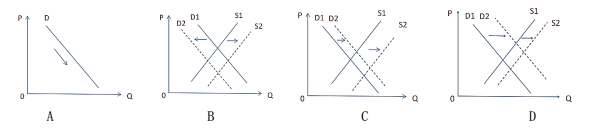 P D 0 Q
P D2 D1 S1 S2 0 Q
P D1 D2 S1 S2 0 Q
P D1 D2 S1 S2 0 Q
A B C D